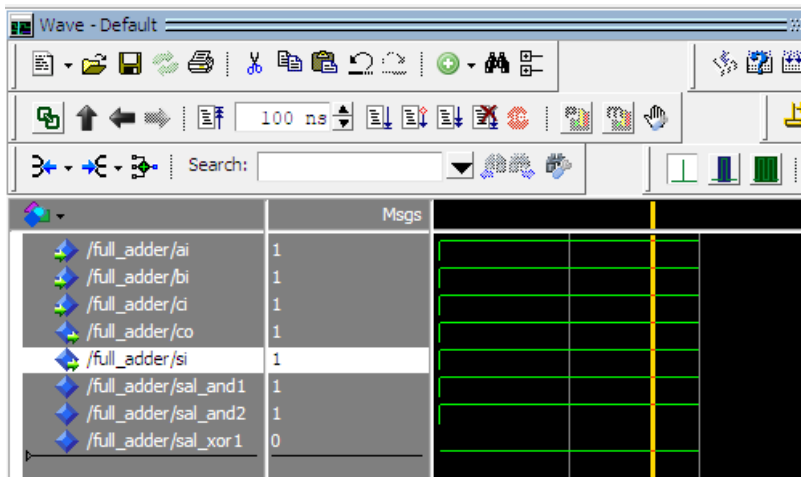 Wave - Default
100 ns
Search:
Msgs
/full_adder/ai 1
/full_adder/bi 1
/full_adder/ci 1
/full_adder/co 1
/full_adder/si 1
/full_adder/sal_and1 1
/full_adder/sal_and2 1
/full_adder/sal_xor1 0